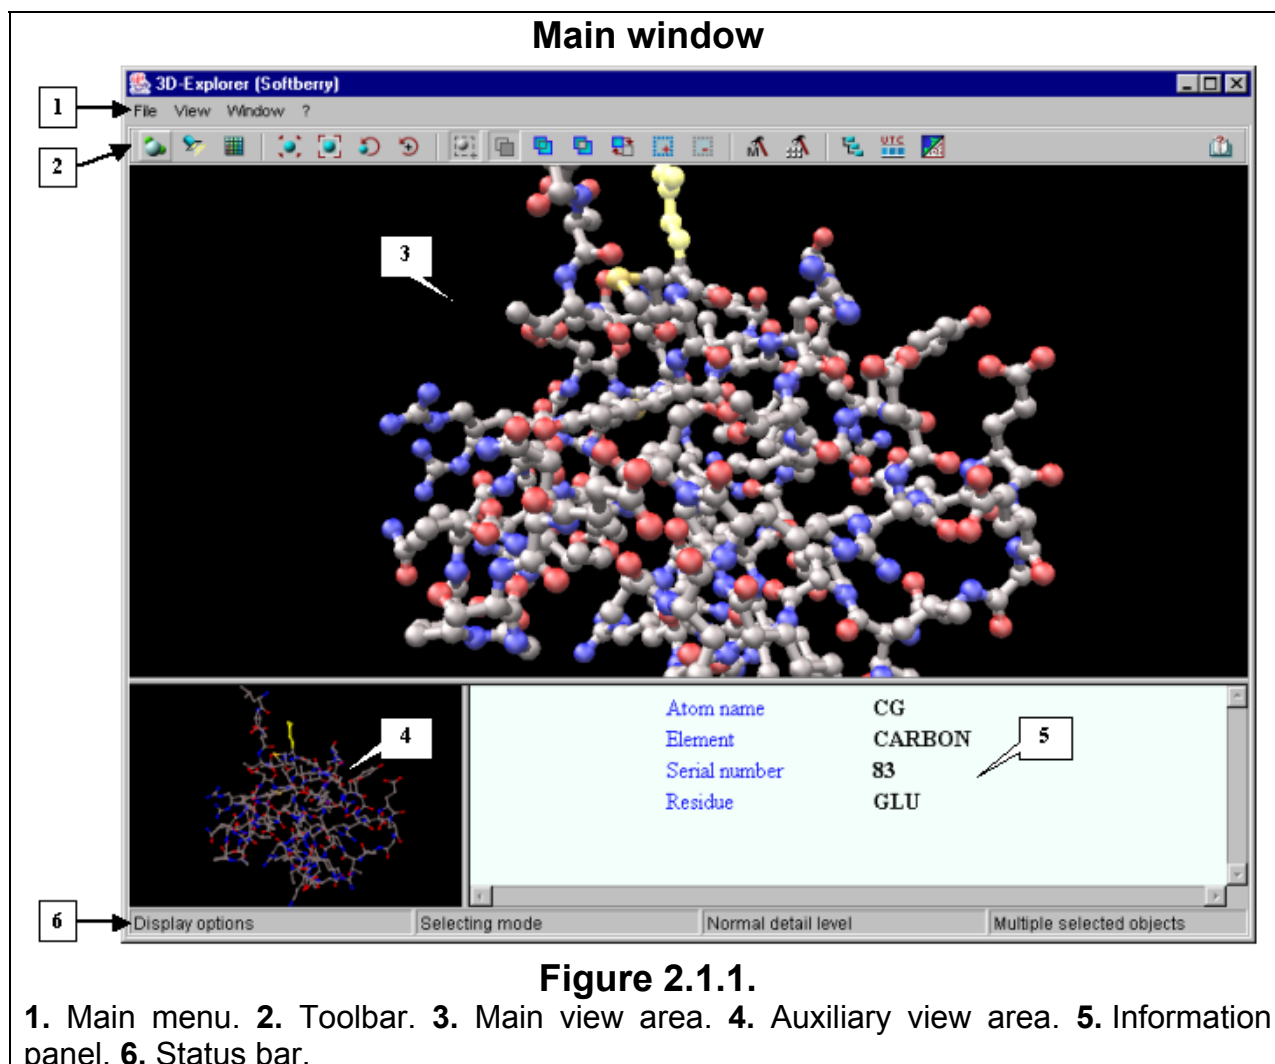 Main window
3D-Explorer (Softberry)
1
File View Window ?
2
M
UTC
3
4
Atom name CG
Element CARBON
5
Serial number 83
Residue GLU
6
Display options Selecting mode Normal detail level Multiple selected objects
Figure 2.1.1.
1. Main menu. 2. Toolbar. 3. Main view area. 4. Auxiliary view area. 5. Information
panel. 6. Status bar.